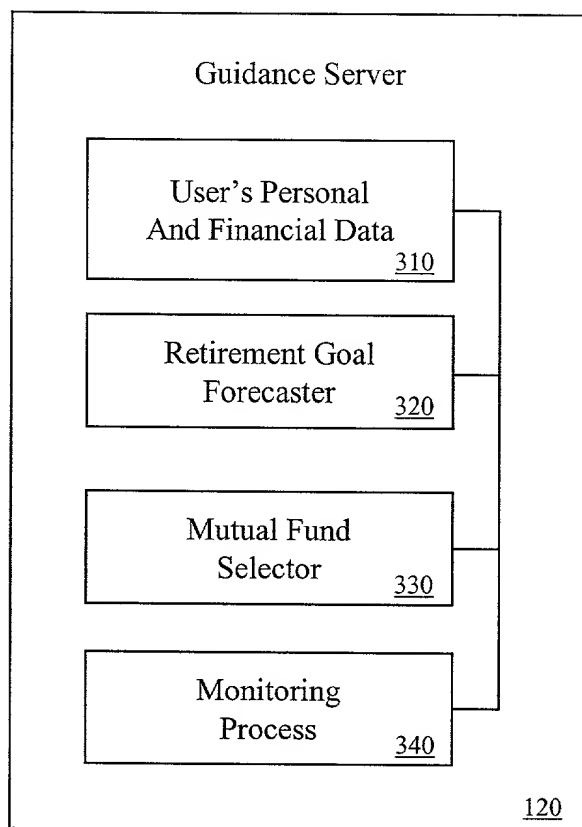 Guidance Server
User's Personal
And Financial Data
310
Retirement Goal
Forecaster
320
Mutual Fund
Selector
330
Monitoring
Process
340
120